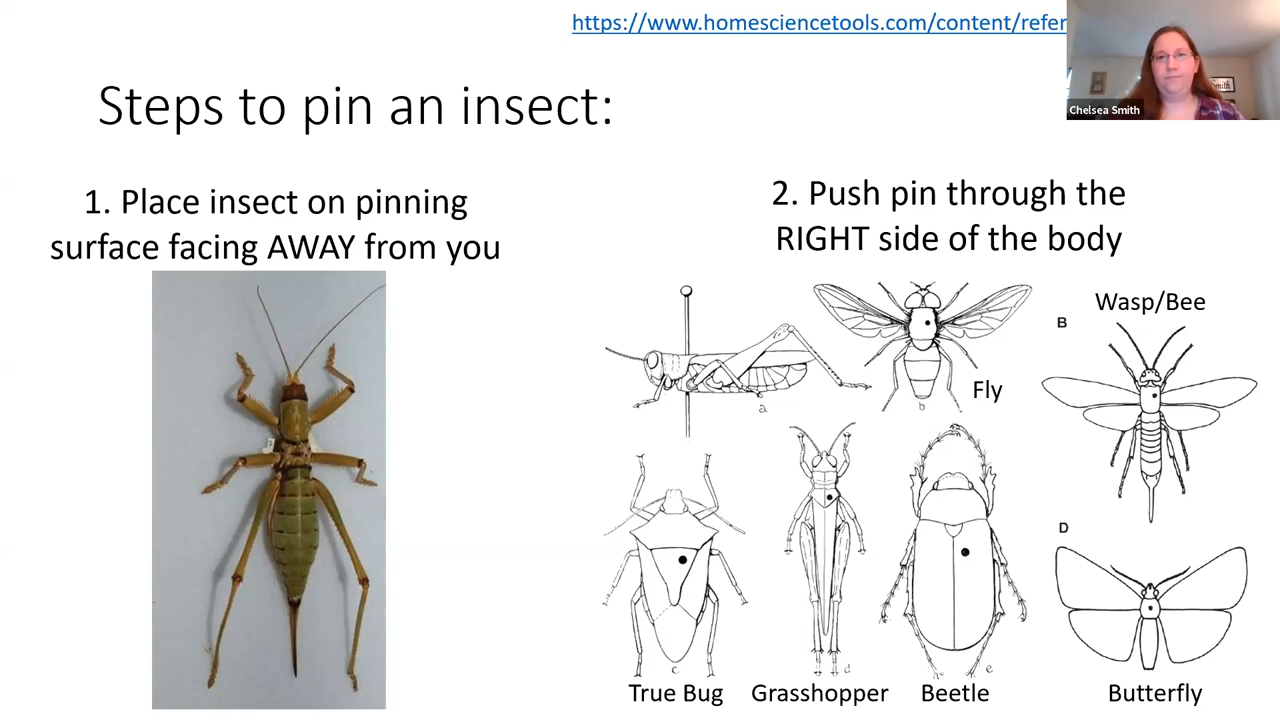 https://www.homesciencetools.com/content/refer
Smith
Chelsea Smith
Steps to pin an insect:
1. Place insect on pinning
surface facing AWAY from you
2. Push pin through the
RIGHT side of the body
Wasp/Bee
B
Fly
a
b
D
c
d
e
True Bug
Grasshopper
Beetle
Butterfly